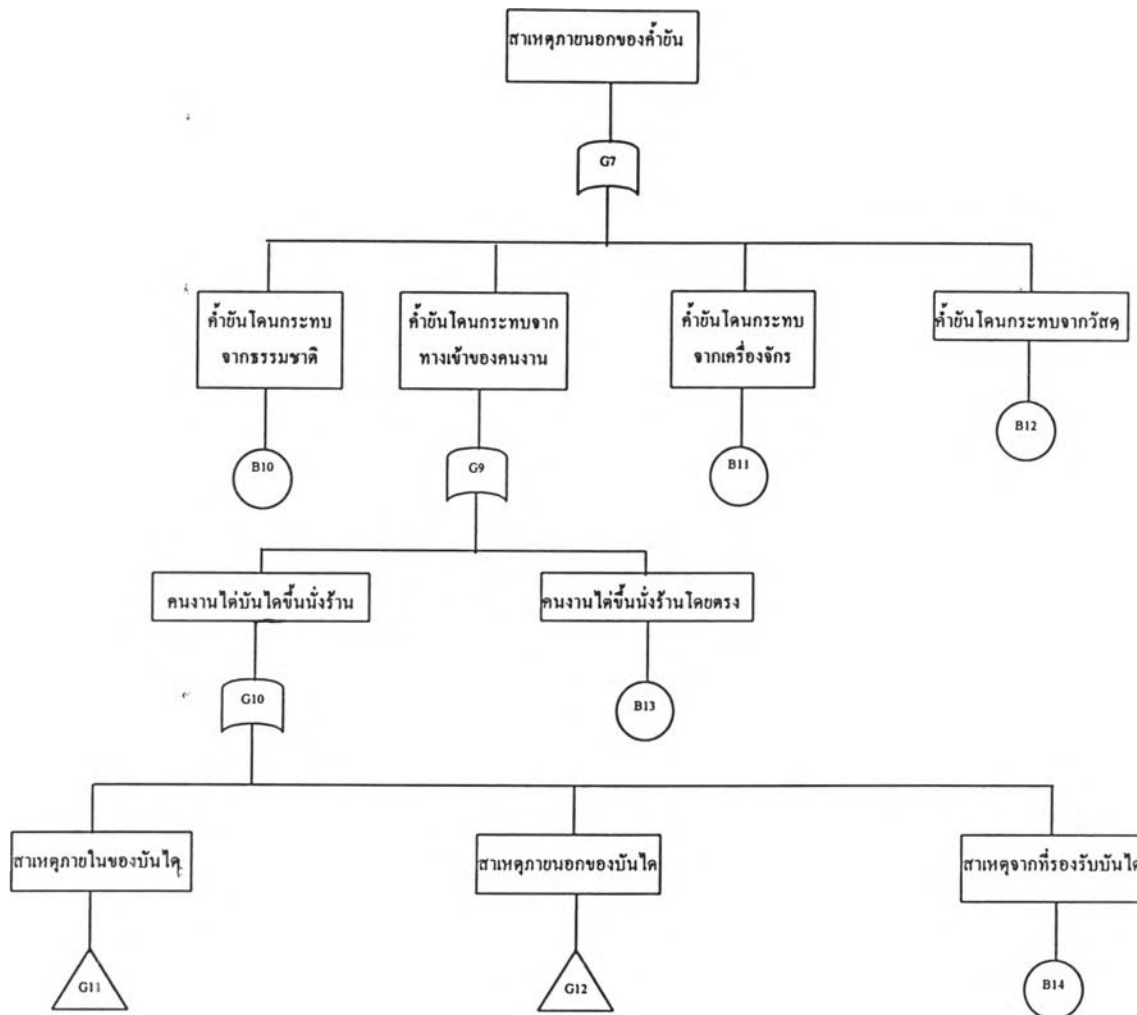 สาเหตุภายนอกของค้ำยัน
G7
ค้ำยันโดนกระทบ
จากธรรมชาติ
ค้ำยันโดนกระทบจาก
ทางเข้าของคนงาน
ค้ำยันโดนกระทบ
จากเครื่องจักร
ค้ำยันโดนกระทบจากวัสดุ
B10
G9
B11
B12
คนงานไต่บันไดขึ้นนั่งร้าน
คนงานไต่ขึ้นนั่งร้านโดยตรง
G10
B13
สาเหตุภายในของบันได
สาเหตุภายนอกของบันได
สาเหตุจากที่รองรับบันได
G11
G12
B14